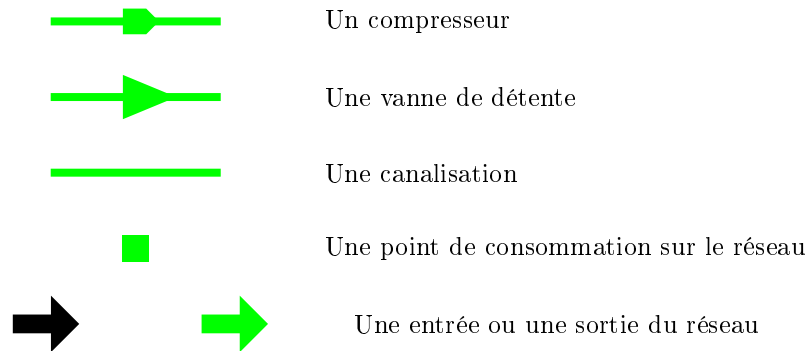 Un compresseur
Une vanne de détente
Une canalisation
Une point de consommation sur le réseau
Une entrée ou une sortie du réseau